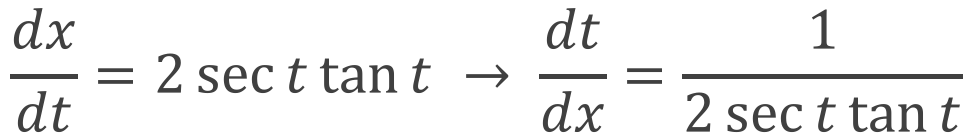 dx/dt = 2 sec t tan t → dt/dx = 1/(2 sec t tan t)